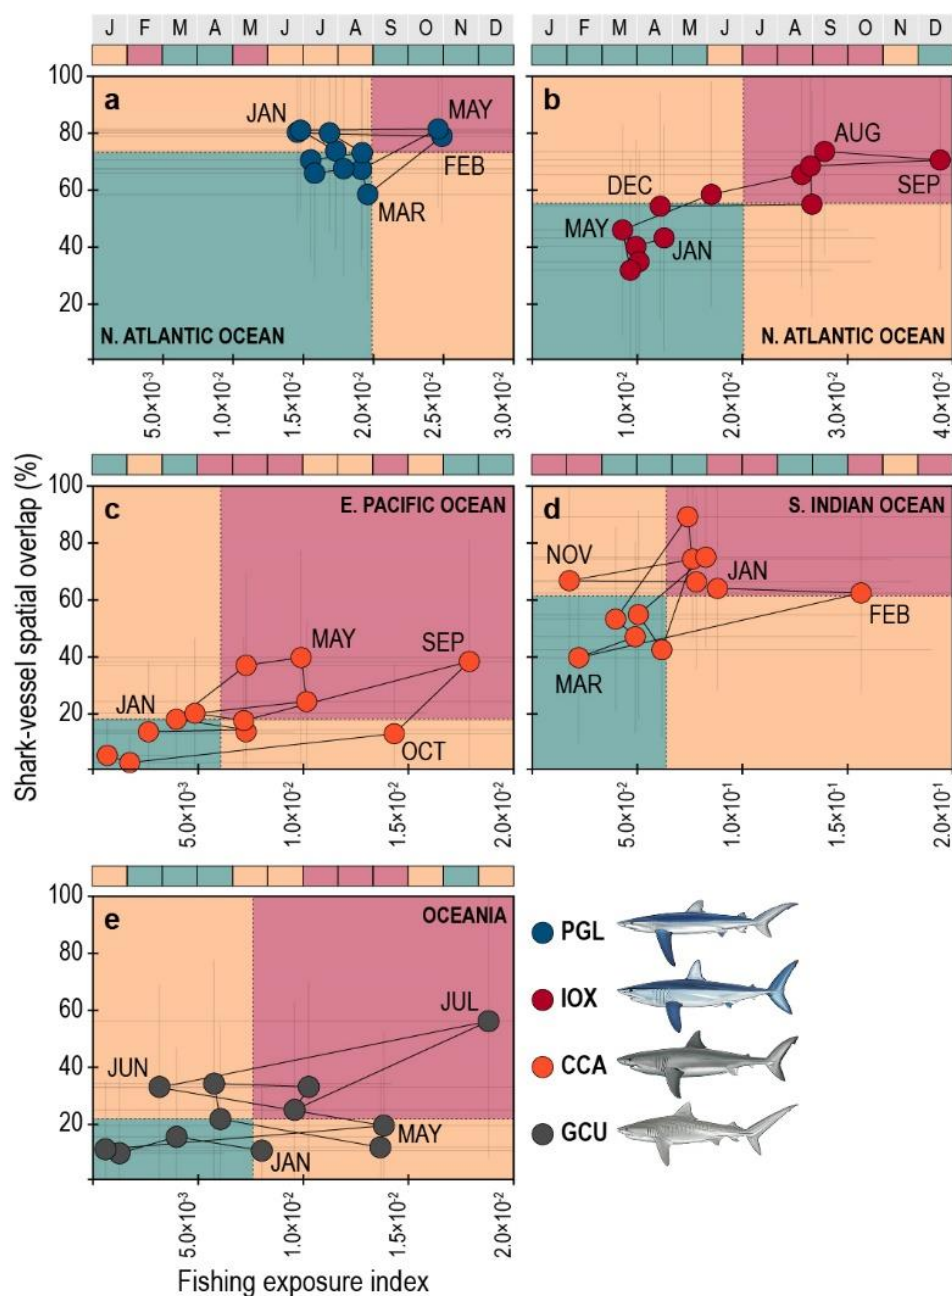 J F M A M J J A S O N D
J F M A M J J A S O N D
Shark-vessel spatial overlap (%)
a
100
80
60
40
20
JAN
MAY
FEB
MAR
N. ATLANTIC OCEAN
5.0×10⁻³
1.0×10⁻²
1.5×10⁻²
2.0×10⁻²
2.5×10⁻²
3.0×10⁻²
b
AUG
DEC
SEP
MAY
JAN
N. ATLANTIC OCEAN
1.0×10⁻²
2.0×10⁻¹
3.0×10⁻²
4.0×10⁻²
c
E. PACIFIC OCEAN
100
80
60
40
20
MAY
SEP
JAN
OCT
5.0×10⁻³
1.0×10⁻²
1.5×10⁻²
2.0×10⁻²
d
S. INDIAN OCEAN
NOV
JAN
FEB
MAR
5.0×10⁻²
1.0×10⁻¹
1.5×10⁻¹
2.0×10⁻¹
e
OCEANIA
100
80
60
40
20
JUL
JUN
MAY
JAN
5.0×10⁻³
1.0×10⁻²
1.5×10⁻²
2.0×10⁻²
Fishing exposure index
PGL
IOX
CCA
GCU